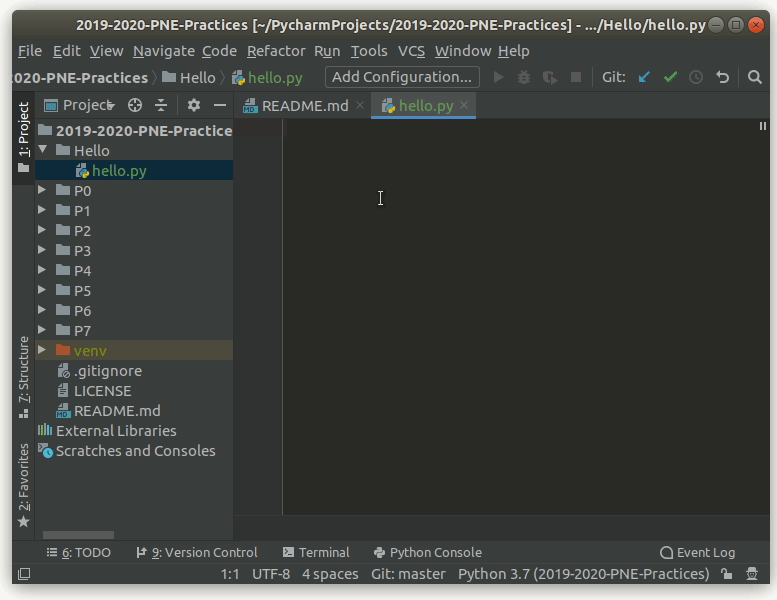 2019-2020-PNE-Practices [~/PycharmProjects/2019-2020-PNE-Practices] - .../Hello/hello.py
File Edit View Navigate Code Refactor Run Tools VCS Window Help
020-PNE-Practices Hello hello.py Add Configuration... Git:
1: Project
Project
README.md
hello.py
2019-2020-PNE-Practice
Hello
hello.py
P0
P1
P2
P3
P4
P5
P6
P7
venv
.gitignore
LICENSE
MD README.md
External Libraries
Scratches and Consoles
7: Structure
2: Favorites
6: TODO 9: Version Control Terminal Python Console Event Log
1:1 UTF-8 4 spaces Git: master Python 3.7 (2019-2020-PNE-Practices)